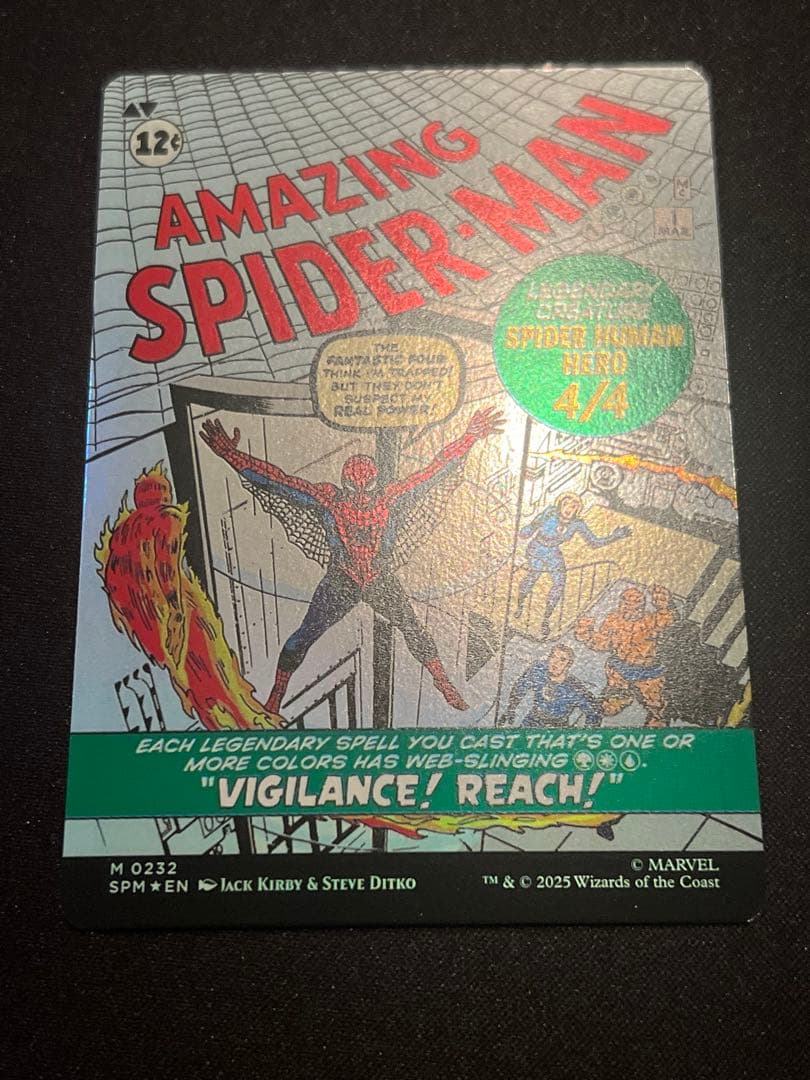 12¢
AMAZING
SPIDER-MAN
M
C
1
MAR.
LEGENDARY
CREATURE
SPIDER HUMAN
HERO
4/4
THE
FANTASTIC FOUR
THINK I'M TRAPPED!
BUT THEY DON'T
SUSPECT MY
REAL POWER!
EACH LEGENDARY SPELL YOU CAST THAT'S ONE OR
MORE COLORS HAS WEB-SLINGING.
"VIGILANCE! REACH!"
M 0232
SPM★EN JACK KIRBY & STEVE DITKO
© MARVEL
™ & © 2025 Wizards of the Coast